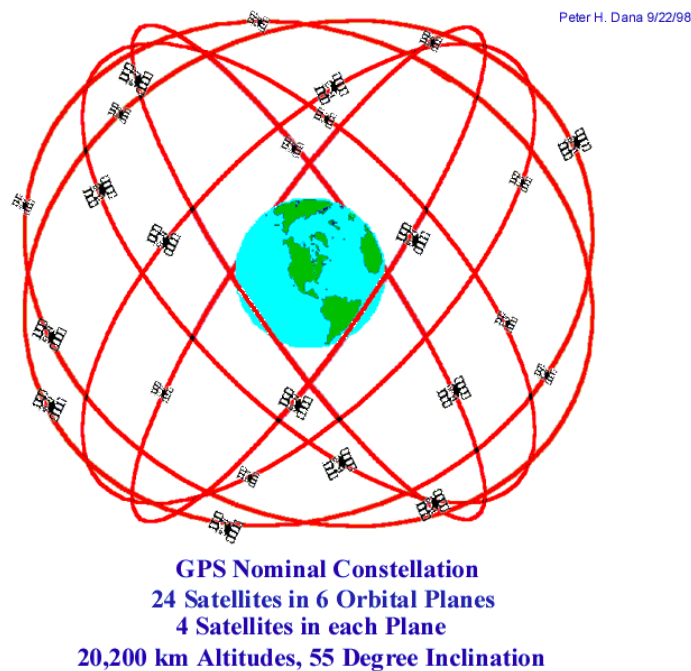 Peter H. Dana 9/22/98
GPS Nominal Constellation
24 Satellites in 6 Orbital Planes
4 Satellites in each Plane
20,200 km Altitudes, 55 Degree Inclination